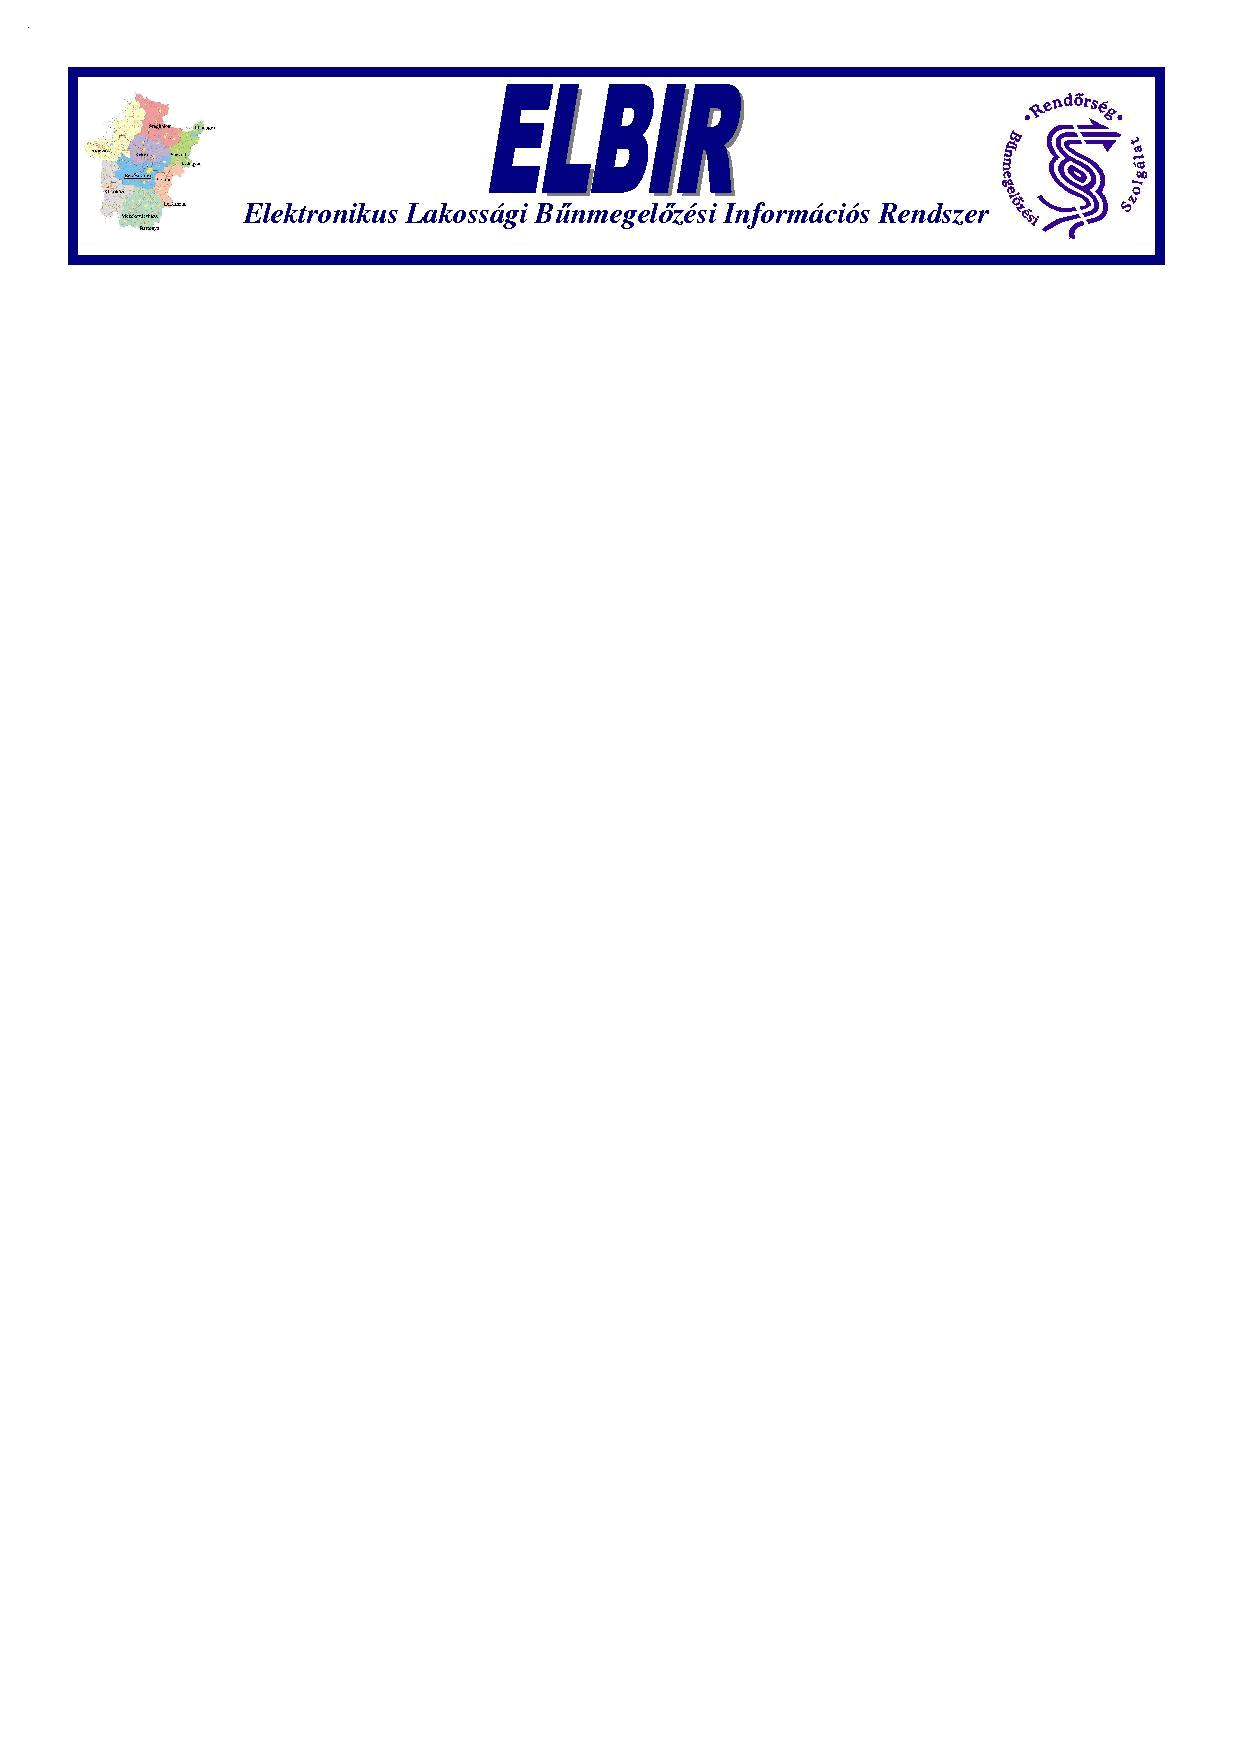 ELBIR
Elektronikus Lakossági Bűnmegelőzési Információs Rendszer
•Rendőrség•
Bűnmegelőzési
Szolgálat